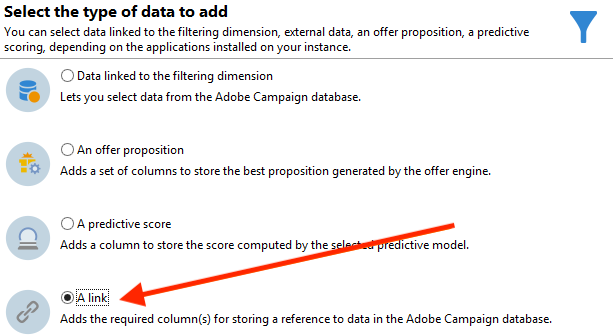 Select the type of data to add
You can select data linked to the filtering dimension, external data, an offer proposition, a predictive
scoring, depending on the applications installed on your instance.
Data linked to the filtering dimension
Lets you select data from the Adobe Campaign database.
An offer proposition
Adds a set of columns to store the best proposition generated by the offer engine.
A predictive score
Adds a column to store the score computed by the selected predictive model.
A link
Adds the required column(s) for storing a reference to data in the Adobe Campaign database.